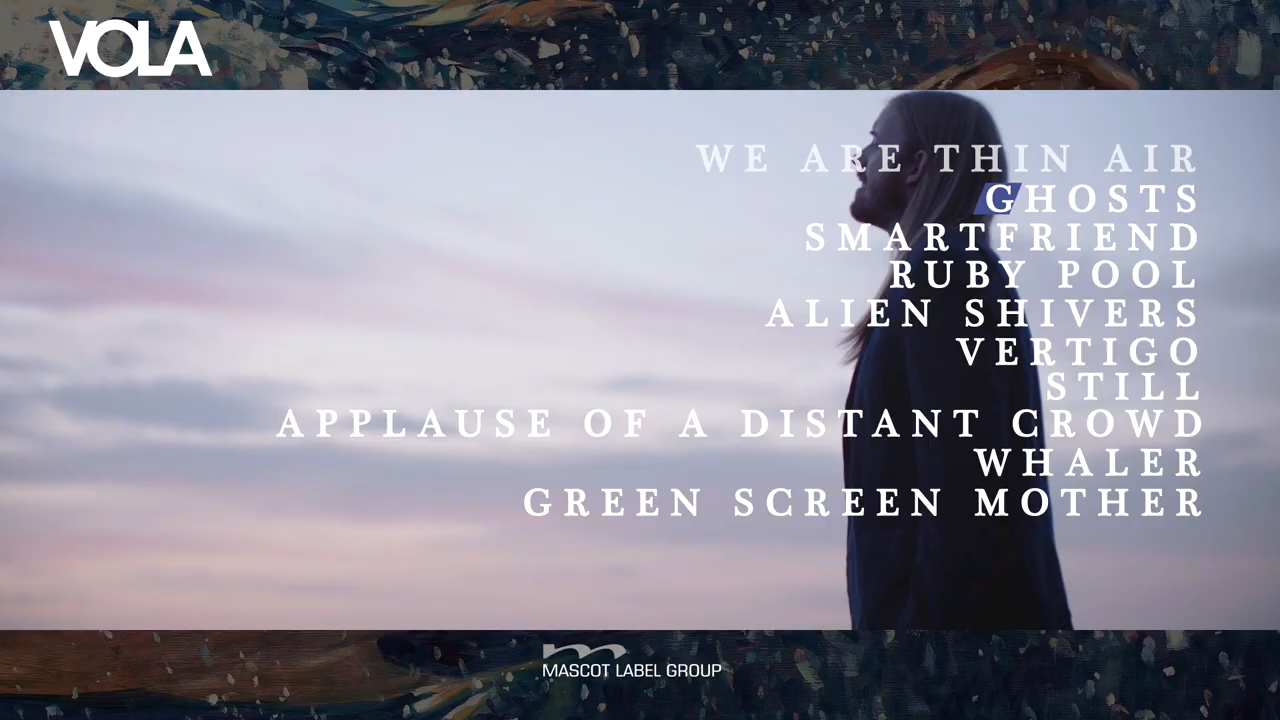 VOLA
WE ARE THIN AIR
GHOSTS
SMARTFRIEND
RUBY POOL
ALIEN SHIVERS
VERTIGO
STILL
APPLAUSE OF A DISTANT CROWD
WHALER
GREEN SCREEN MOTHER
MASCOT LABEL GROUP